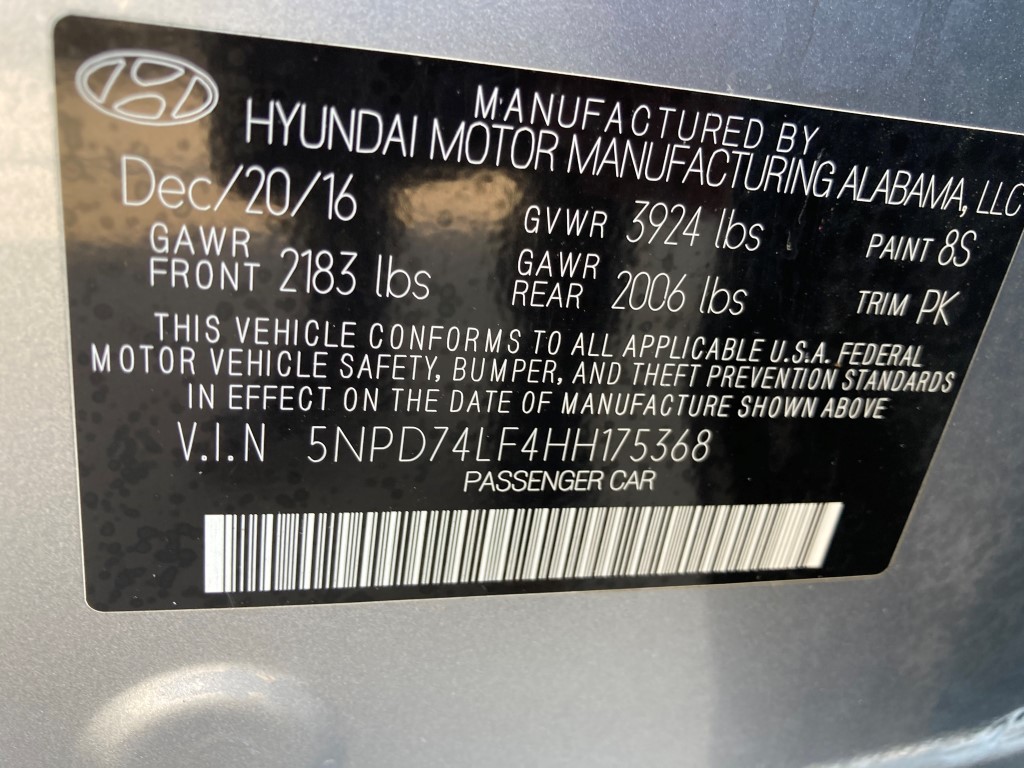 MANUFACTURED BY
HYUNDAI MOTOR MANUFACTURING ALABAMA, LLC
Dec/20/16 GVWR 3924 lbs PAINT 8S
GAWR FRONT 2183 lbs GAWR REAR 2006 lbs TRIM PK
THIS VEHICLE CONFORMS TO ALL APPLICABLE U.S.A. FEDERAL
MOTOR VEHICLE SAFETY, BUMPER, AND THEFT PREVENTION STANDARDS
IN EFFECT ON THE DATE OF MANUFACTURE SHOWN ABOVE
V.I.N 5NPD74LF4HH175368
PASSENGER CAR